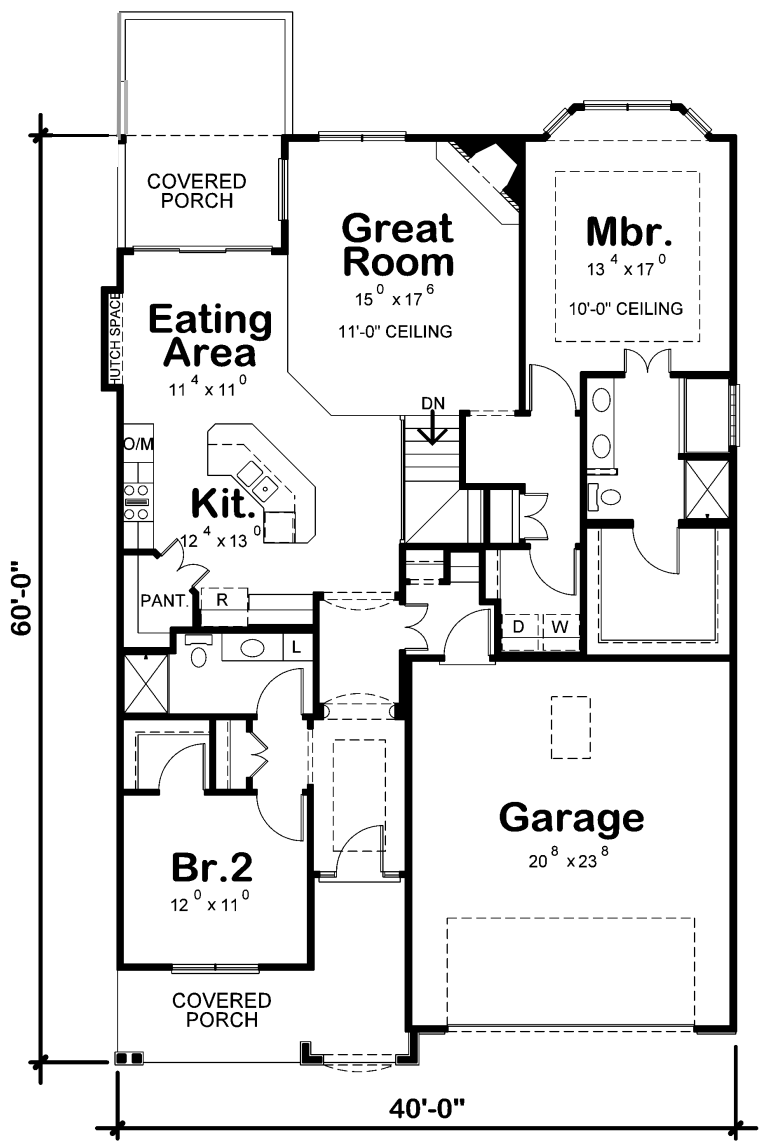 COVERED
PORCH
Great
Room
15⁰ x 17⁶
11'-0" CEILING
Mbr.
13⁴ x 17⁰
10'-0" CEILING
HUTCH SPACE
Eating
Area
11⁴ x 11⁰
DN
O/M
Kit.
12⁴ x 13⁰
PANT.
R
D
W
L
60'-0"
Garage
20⁸ x 23⁸
Br.2
12⁰ x 11⁰
COVERED
PORCH
40'-0"